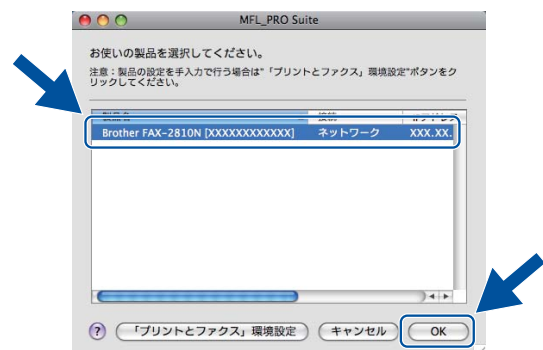 MFL_PRO Suite
お使いの製品を選択してください。
注意：製品の設定を手入力で行う場合は"「プリントとファクス」環境設定"ボタンをク
リックしてください。
Brother FAX-2810N [XXXXXXXXXXXX] ネットワーク XXX.XX.
? 「プリントとファクス」環境設定 キャンセル OK